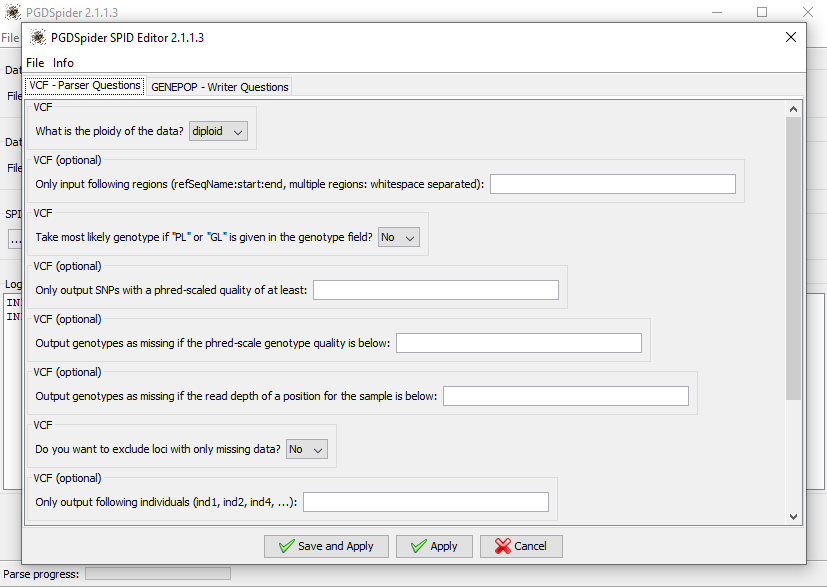 PGDSpider 2.1.1.3
File
PGDSpider SPID Editor 2.1.1.3
File Info
VCF - Parser Questions GENEPOP - Writer Questions
Dat
File
Dat
File
SPID
...
Log
INF
INF
VCF
What is the ploidy of the data? diploid
VCF (optional)
Only input following regions (refSeqName:start:end, multiple regions: whitespace separated):
VCF
Take most likely genotype if "PL" or "GL" is given in the genotype field? No
VCF (optional)
Only output SNPs with a phred-scaled quality of at least:
VCF (optional)
Output genotypes as missing if the phred-scale genotype quality is below:
VCF (optional)
Output genotypes as missing if the read depth of a position for the sample is below:
VCF
Do you want to exclude loci with only missing data? No
VCF (optional)
Only output following individuals (ind1, ind2, ind4, ...):
Save and Apply Apply Cancel
Parse progress: